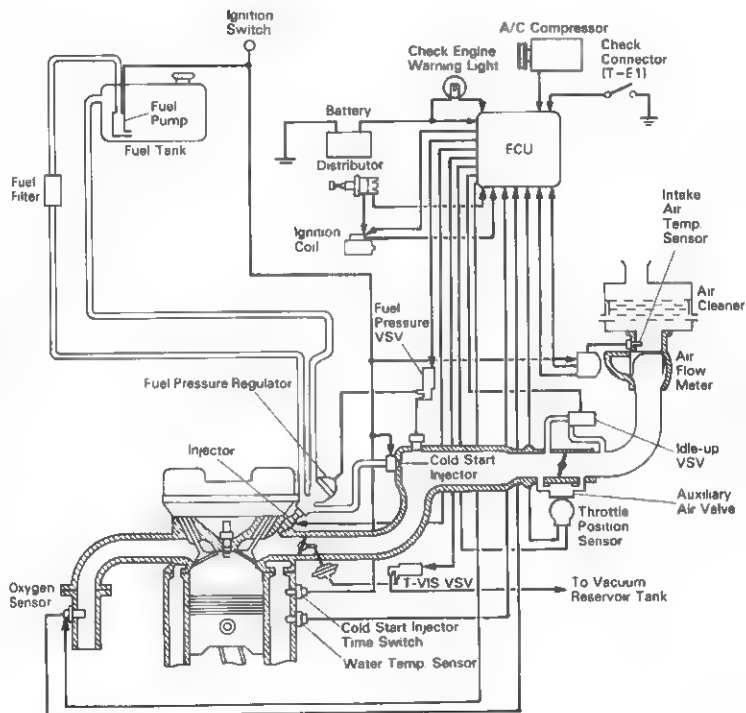 Ignition
Switch
A/C Compressor
Check Engine
Warning Light
Check
Connector
(T-E1)
Fuel
Pump
Fuel Tank
Battery
ECU
Distributor
Fuel
Filter
Ignition
Coil
Intake
Air
Temp.
Sensor
Air
Cleaner
Fuel
Pressure
VSV
Air
Flow
Meter
Fuel Pressure Regulator
Injector
Cold Start
Injector
Idle-up
VSV
Auxiliary
Air Valve
Throttle
Position
Sensor
Oxygen
Sensor
T-VIS VSV
To Vacuum
Reservoir Tank
Cold Start Injector
Time Switch
Water Temp. Sensor